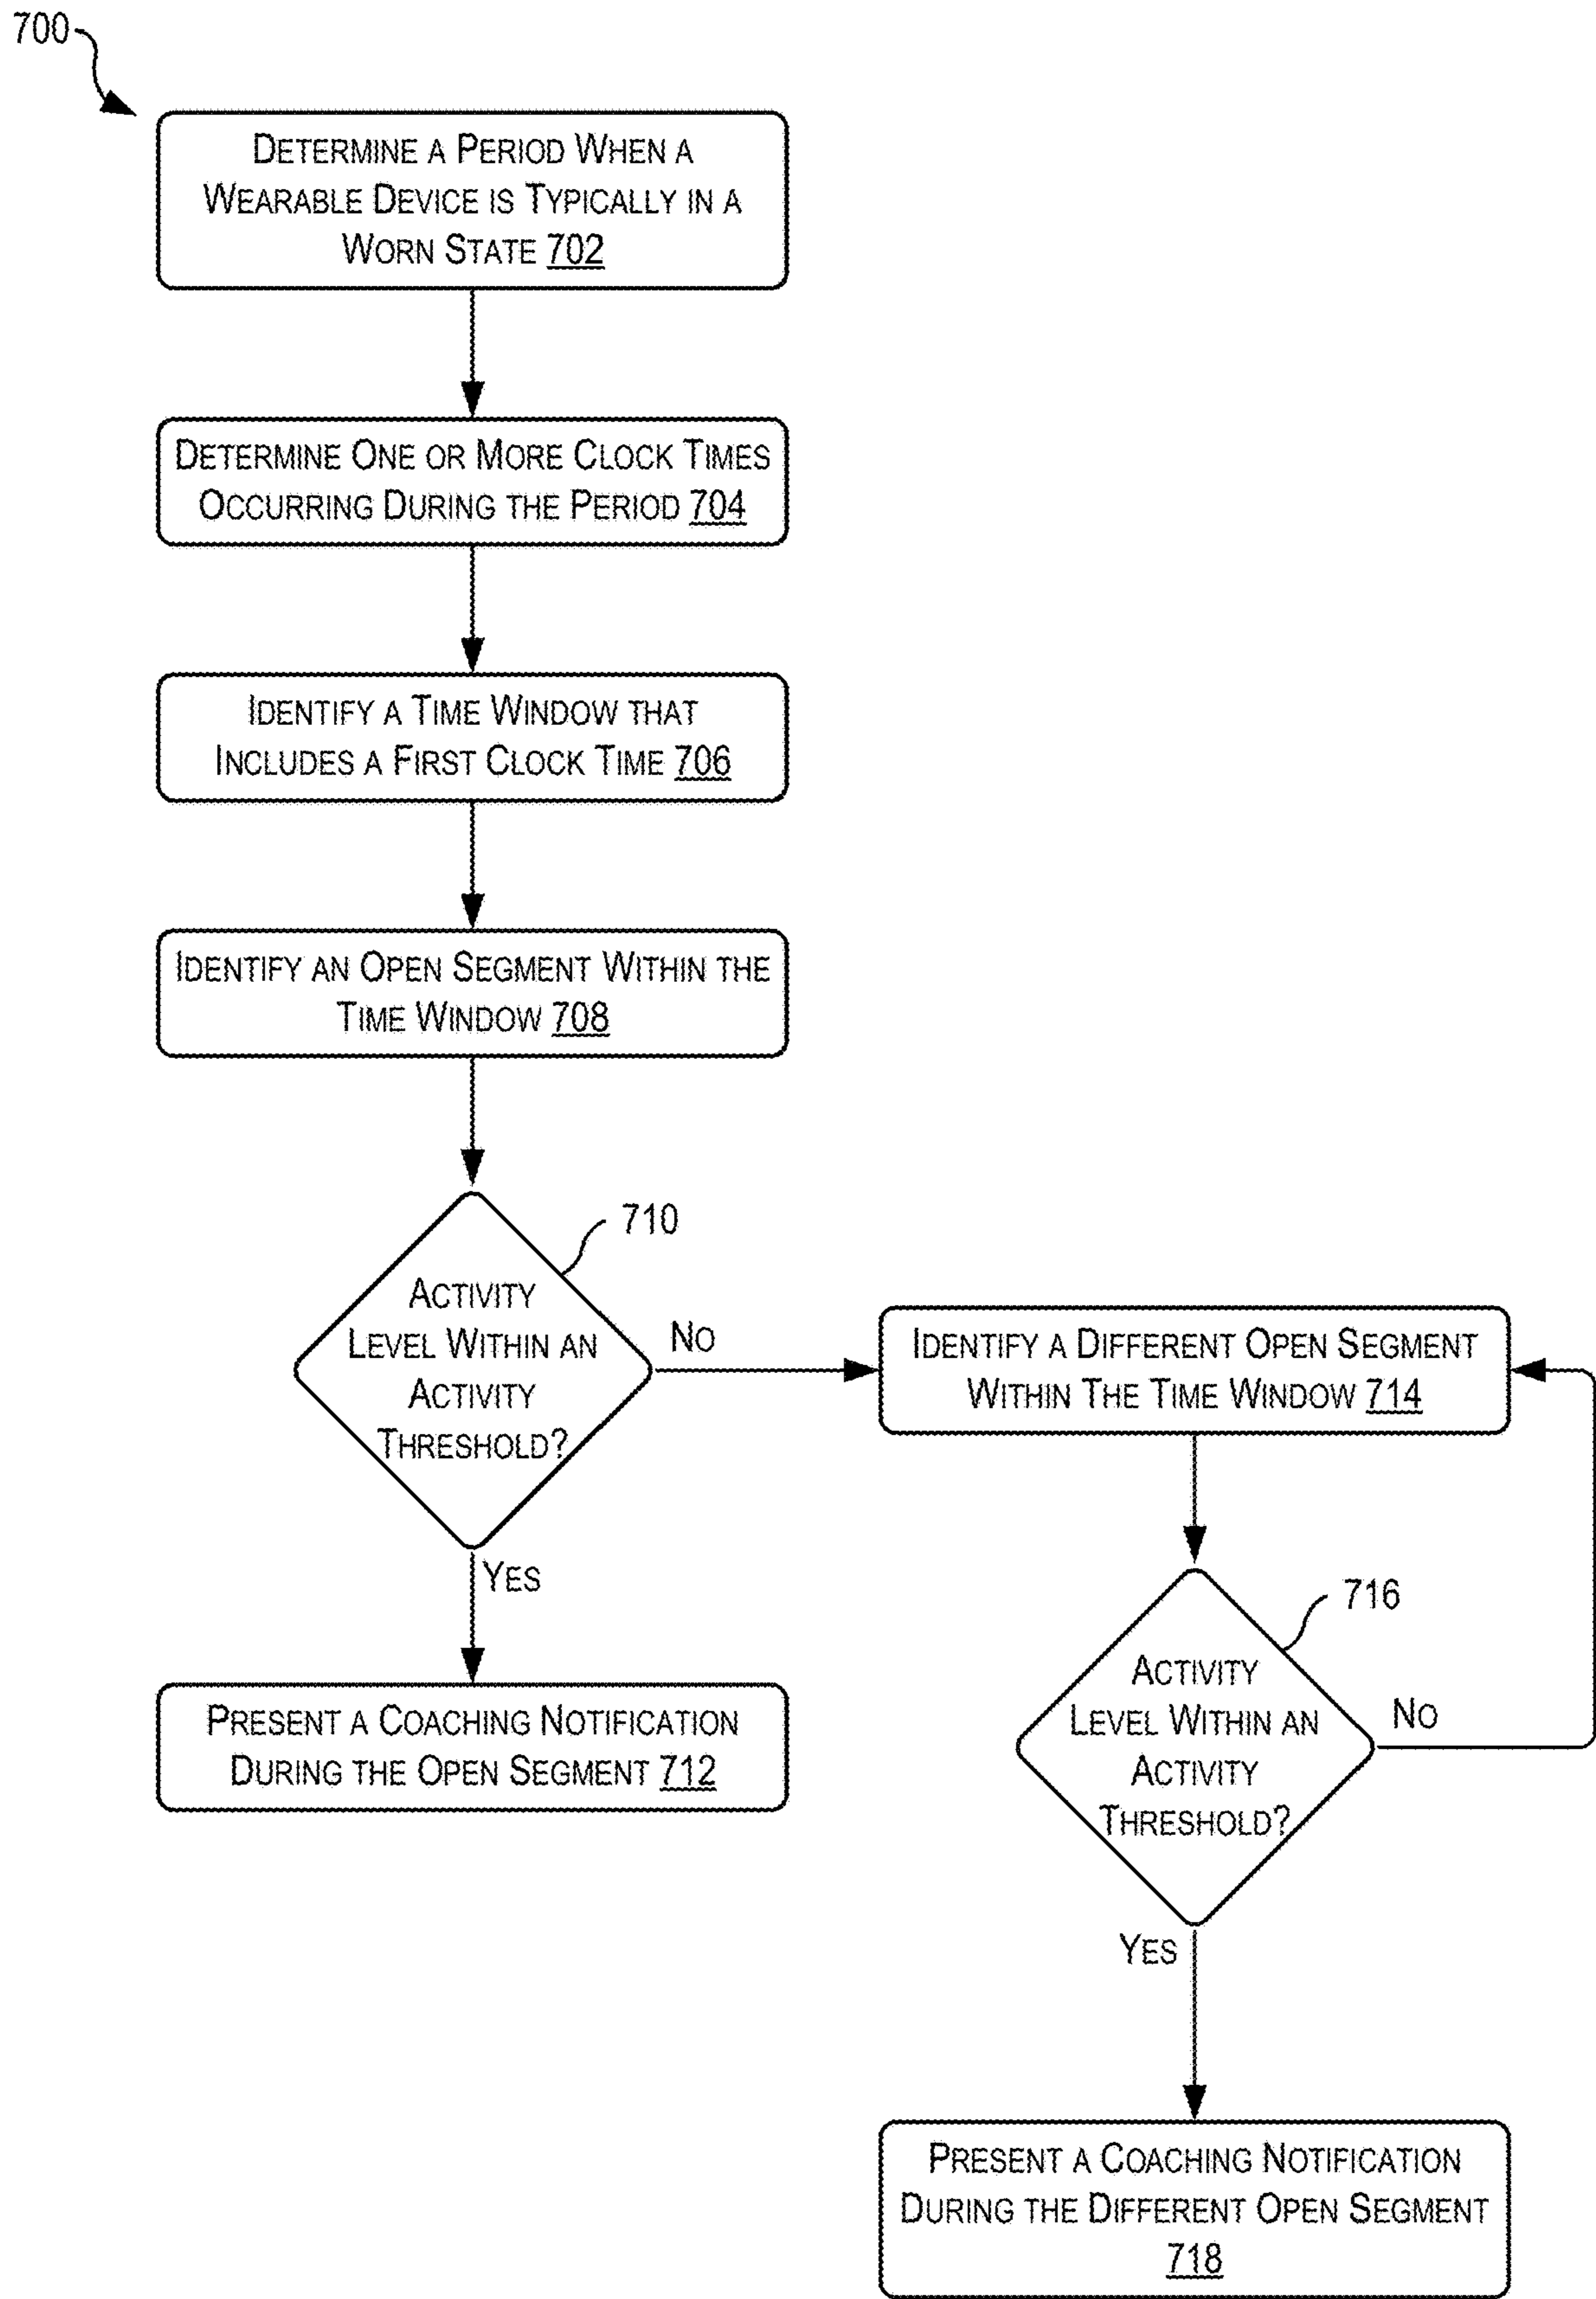 700
DETERMINE A PERIOD WHEN A
WEARABLE DEVICE IS TYPICALLY IN A
WORN STATE 702
DETERMINE ONE OR MORE CLOCK TIMES
OCCURRING DURING THE PERIOD 704
IDENTIFY A TIME WINDOW THAT
INCLUDES A FIRST CLOCK TIME 706
IDENTIFY AN OPEN SEGMENT WITHIN THE
TIME WINDOW 708
710
ACTIVITY
LEVEL WITHIN AN
ACTIVITY
THRESHOLD?
NO
YES
PRESENT A COACHING NOTIFICATION
DURING THE OPEN SEGMENT 712
IDENTIFY A DIFFERENT OPEN SEGMENT
WITHIN THE TIME WINDOW 714
716
ACTIVITY
LEVEL WITHIN AN
ACTIVITY
THRESHOLD?
NO
YES
PRESENT A COACHING NOTIFICATION
DURING THE DIFFERENT OPEN SEGMENT
718